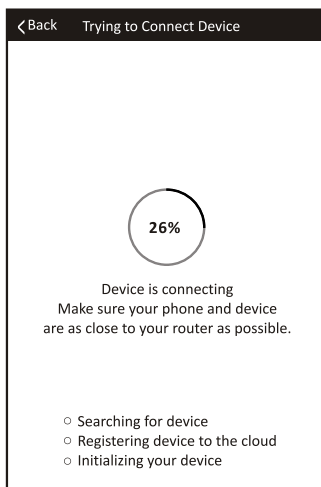 Back Trying to Connect Device
26%
Device is connecting
Make sure your phone and device
are as close to your router as possible.
Searching for device
Registering device to the cloud
Initializing your device